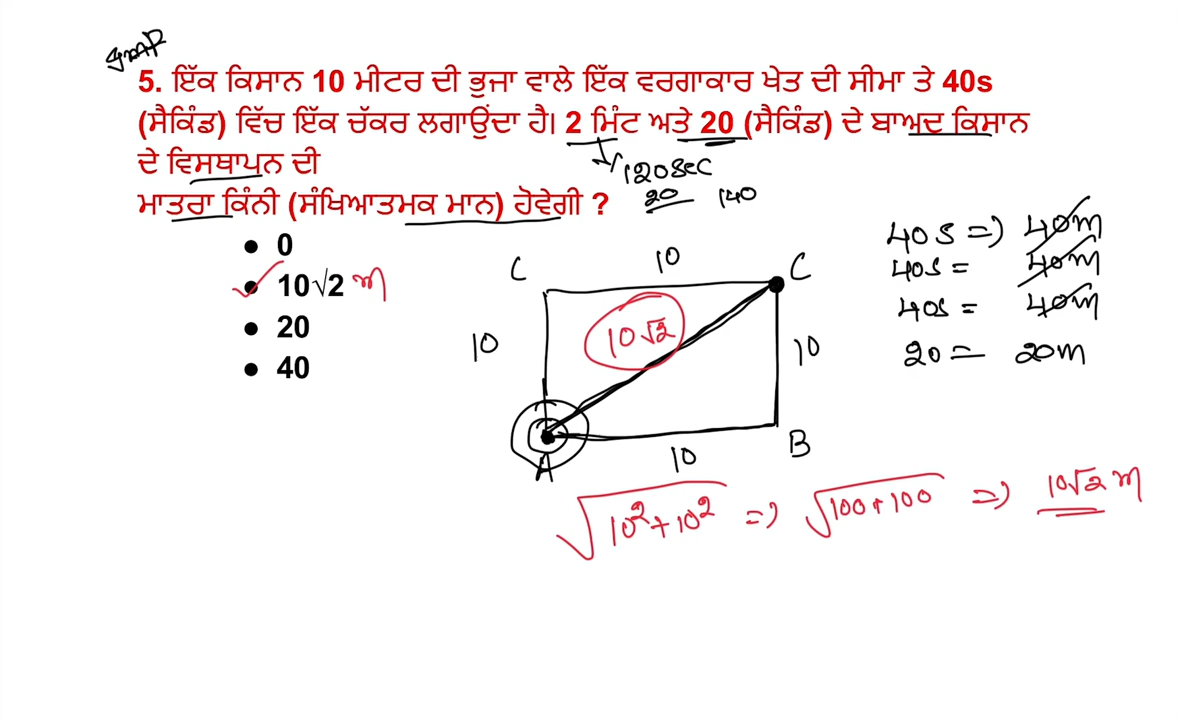 5. ਇੱਕ ਕਿਸਾਨ 10 ਮੀਟਰ ਦੀ ਭੁਜਾ ਵਾਲੇ ਇੱਕ ਵਰਗਾਕਾਰ ਖੇਤ ਦੀ ਸੀਮਾ ਤੇ 40s
(ਸੈਕਿੰਡ) ਵਿੱਚ ਇੱਕ ਚੱਕਰ ਲਗਾਉਂਦਾ ਹੈ। 2 ਮਿੰਟ ਅਤੇ 20 (ਸੈਕਿੰਡ) ਦੇ ਬਾਅਦ ਕਿਸਾਨ
ਦੇ ਵਿਸਥਾਪਨ ਦੀ
120Sec
ਮਾਤਰਾ ਕਿੰਨੀ (ਸੰਖਿਆਤਮਕ ਮਾਨ) ਹੋਵੇਗੀ ?
20 140
• 0
• 10√2 m
• 20
• 40
40S => 40m
40S = 40m
40S = 40m
20 = 20m
C 10 C
10 10√2 10
A 10 B
√10²+10² => √100+100 => 10√2 m